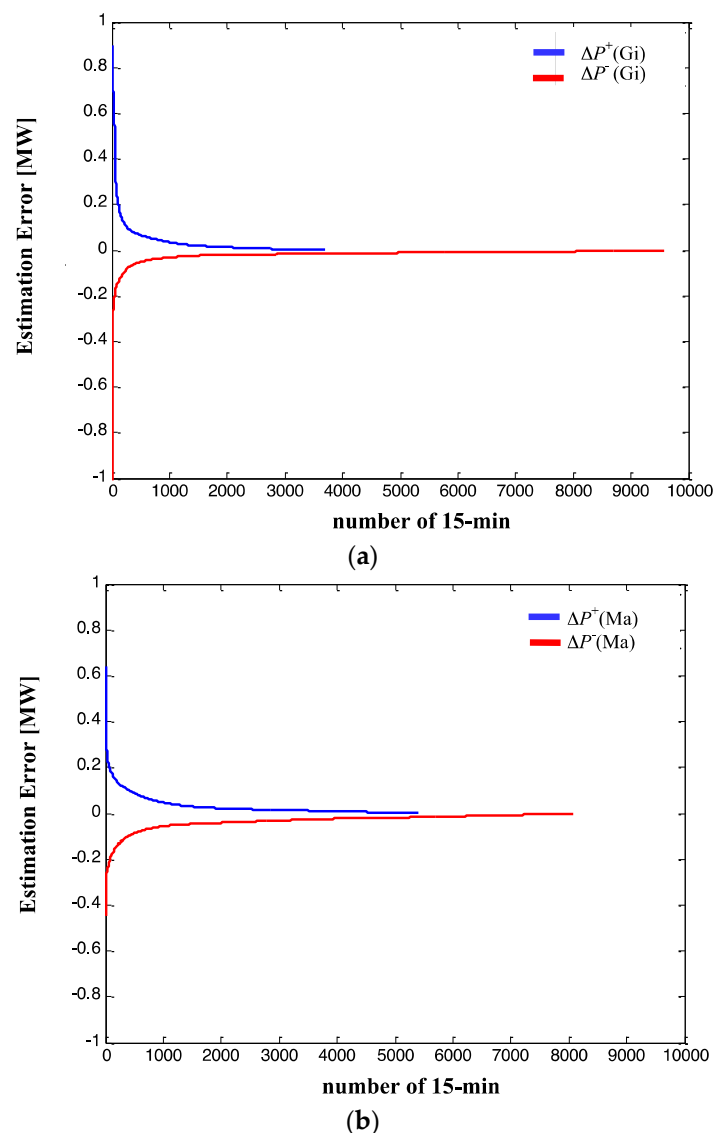 1
0.8
0.6
0.4
0.2
0
-0.2
-0.4
-0.6
-0.8
-1
Estimation Error [MW]
ΔP⁺(Gi)
ΔP⁻(Gi)
0 1000 2000 3000 4000 5000 6000 7000 8000 9000 10000
number of 15-min
(a)
1
0.8
0.6
0.4
0.2
0
-0.2
-0.4
-0.6
-0.8
-1
Estimation Error [MW]
ΔP⁺(Ma)
ΔP⁻(Ma)
0 1000 2000 3000 4000 5000 6000 7000 8000 9000 10000
number of 15-min
(b)